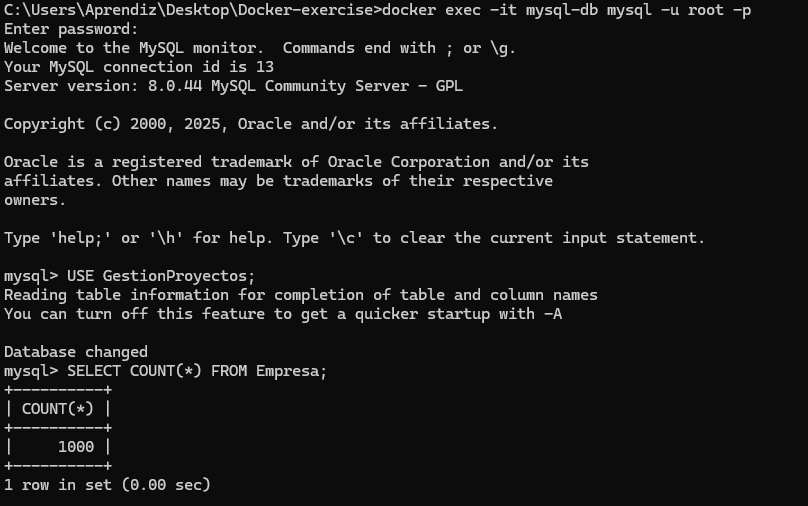 C:\Users\Aprendiz\Desktop\Docker-exercise>docker exec -it mysql-db mysql -u root -p
Enter password:
Welcome to the MySQL monitor.  Commands end with ; or \g.
Your MySQL connection id is 13
Server version: 8.0.44 MySQL Community Server - GPL

Copyright (c) 2000, 2025, Oracle and/or its affiliates.

Oracle is a registered trademark of Oracle Corporation and/or its
affiliates. Other names may be trademarks of their respective
owners.

Type 'help;' or '\h' for help. Type '\c' to clear the current input statement.

mysql> USE GestionProyectos;
Reading table information for completion of table and column names
You can turn off this feature to get a quicker startup with -A

Database changed
mysql> SELECT COUNT(*) FROM Empresa;
+----------+
| COUNT(*) |
+----------+
|     1000 |
+----------+
1 row in set (0.00 sec)